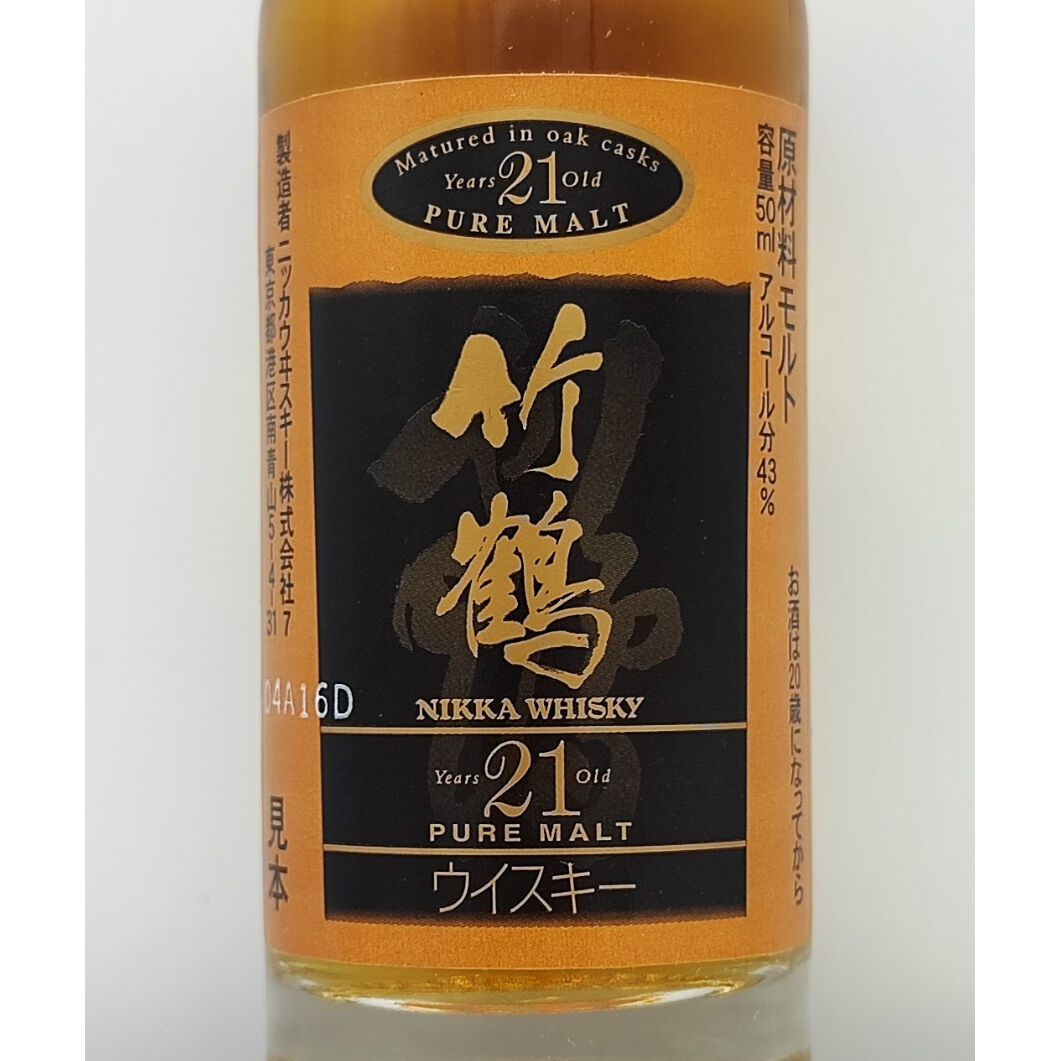 Matured in oak casks
Years 21 Old
PURE MALT
竹鶴
NIKKA WHISKY
Years 21 Old
PURE MALT
ウイスキー
原材料モルト
容量50ml アルコール分43%
お酒は20歳になってから
製造者 ニッカウヰスキー株式会社 7
東京都港区南青山5-4-31
04A16D
見本